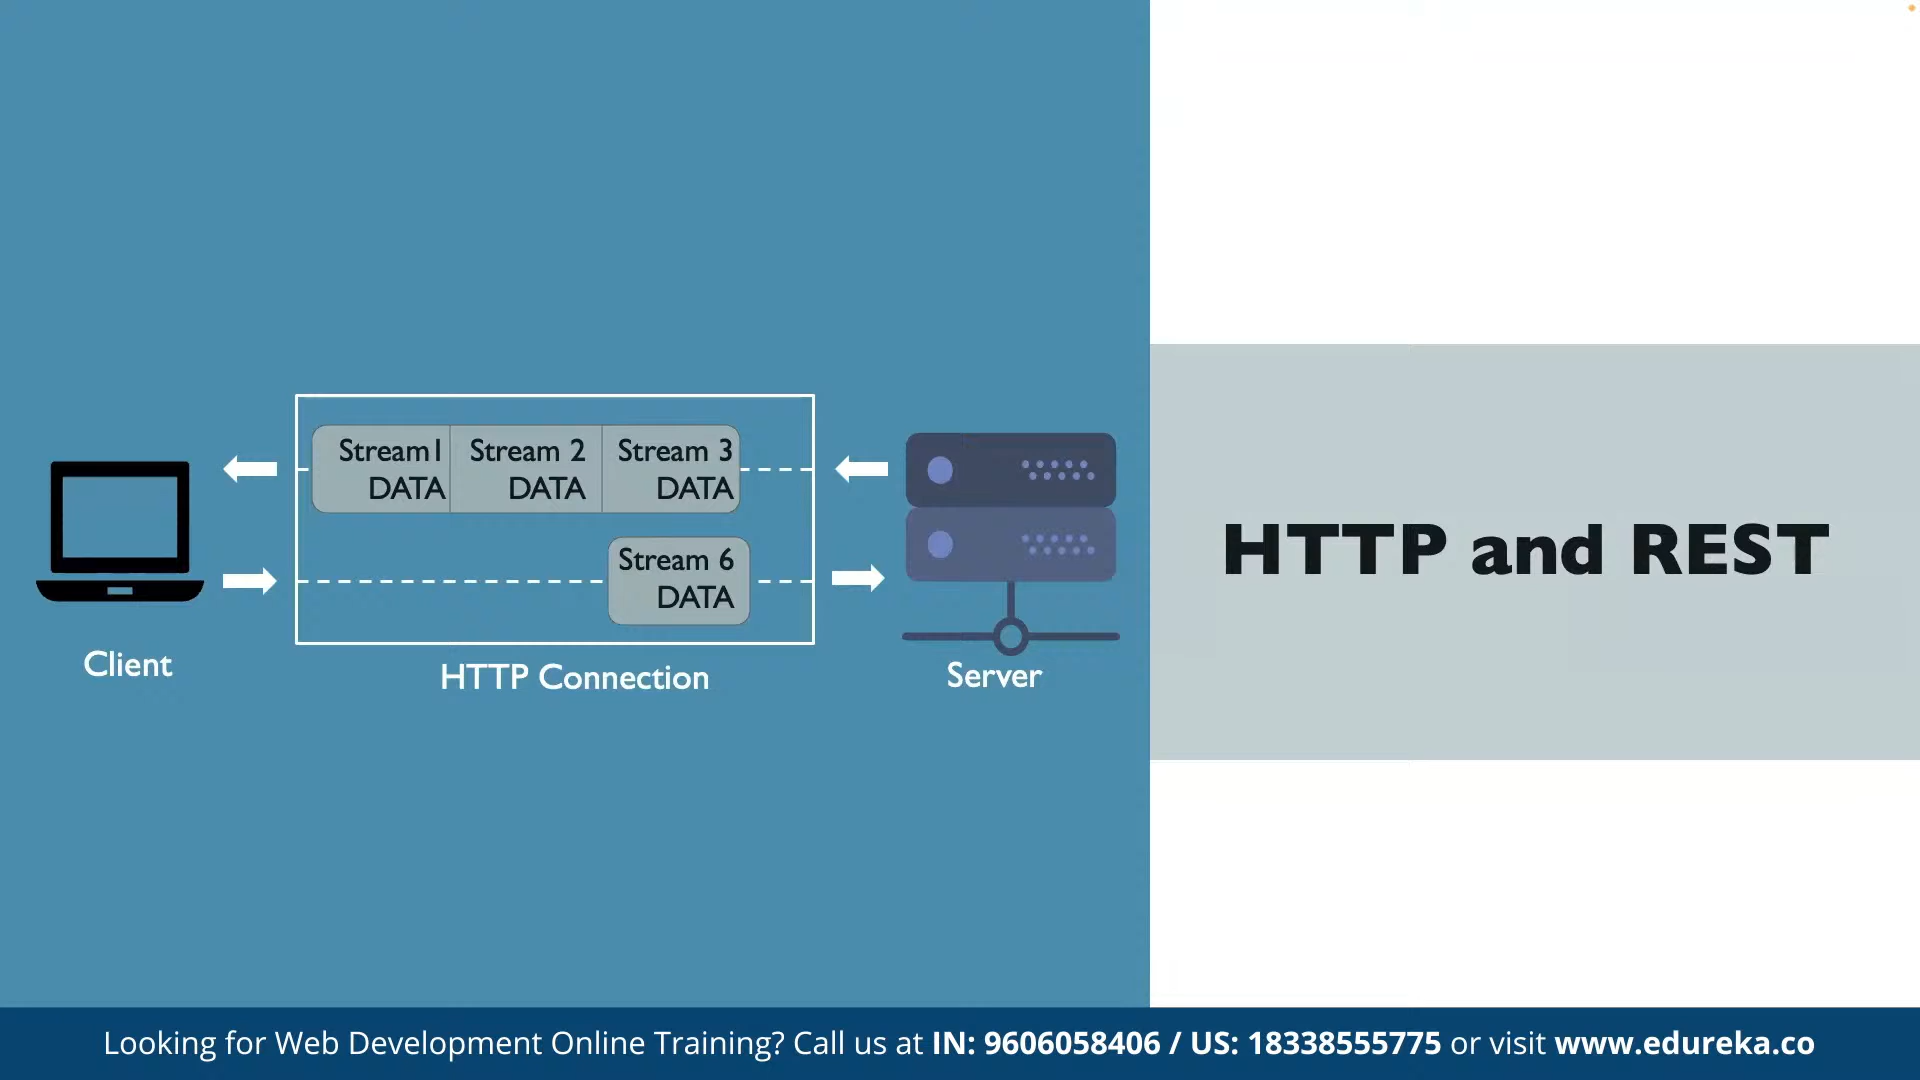 Stream1
DATA
Stream 2
DATA
Stream 3
DATA
Stream 6
DATA
Client
HTTP Connection
Server
HTTP and REST
Looking for Web Development Online Training? Call us at IN: 9606058406 / US: 18338555775 or visit www.edureka.co